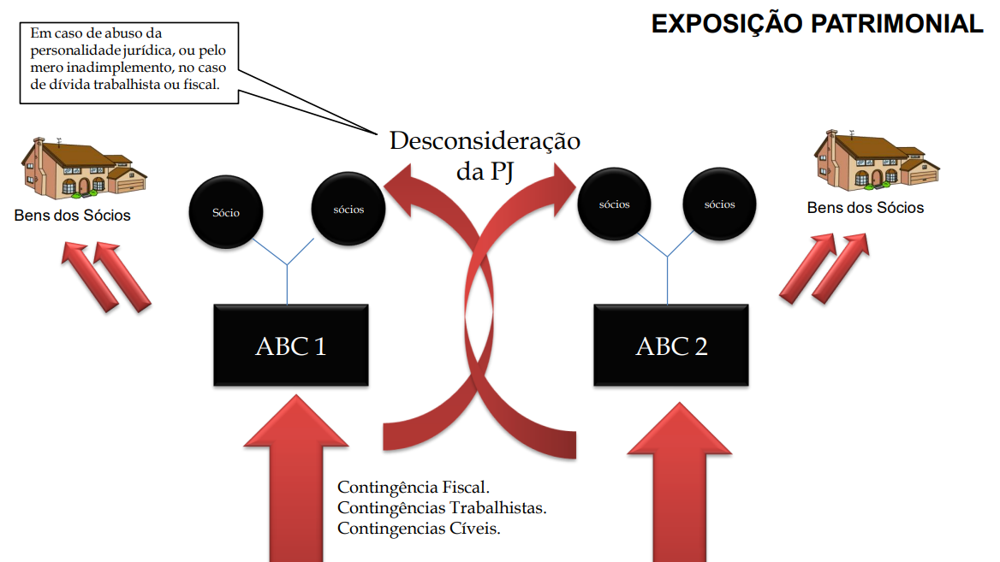 EXPOSIÇÃO PATRIMONIAL
Em caso de abuso da
personalidade jurídica, ou pelo
mero inadimplemento, no caso
de dívida trabalhista ou fiscal.
Desconsideração
da PJ
Bens dos Sócios
Sócio
sócios
sócios
sócios
Bens dos Sócios
ABC 1
ABC 2
Contingência Fiscal.
Contingências Trabalhistas.
Contingencias Cíveis.